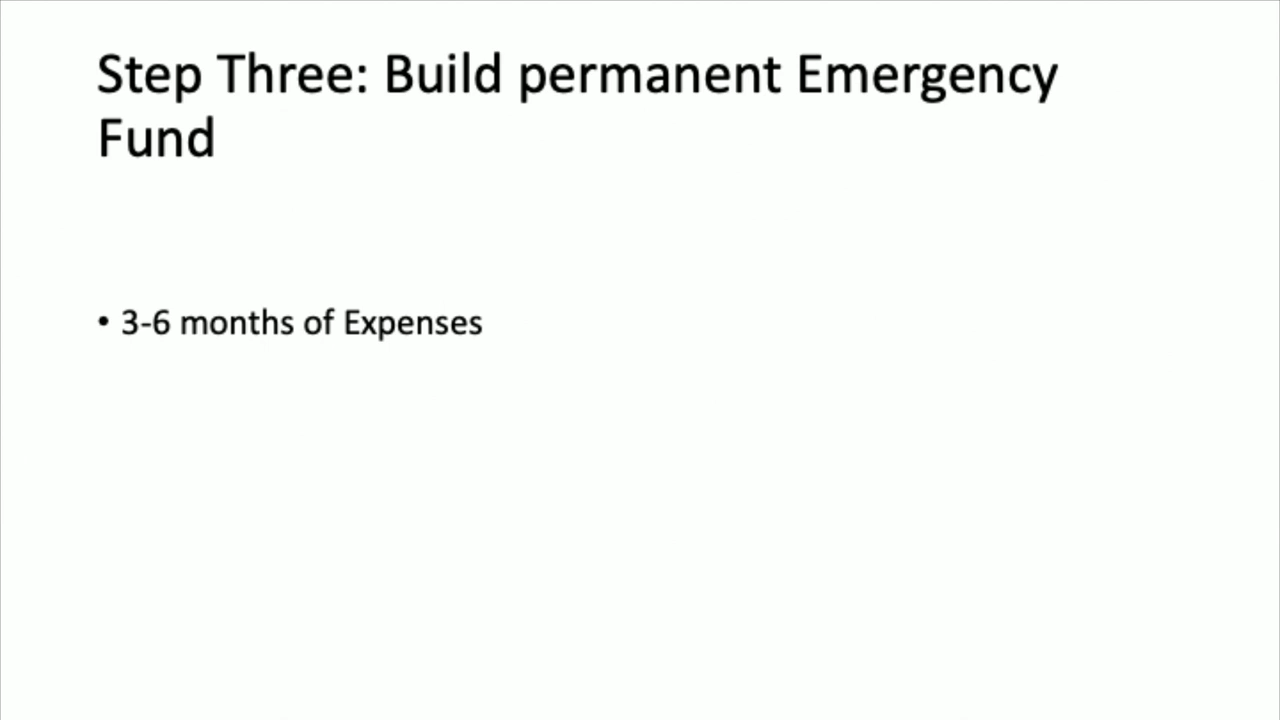 Step Three: Build permanent Emergency
Fund
• 3-6 months of Expenses